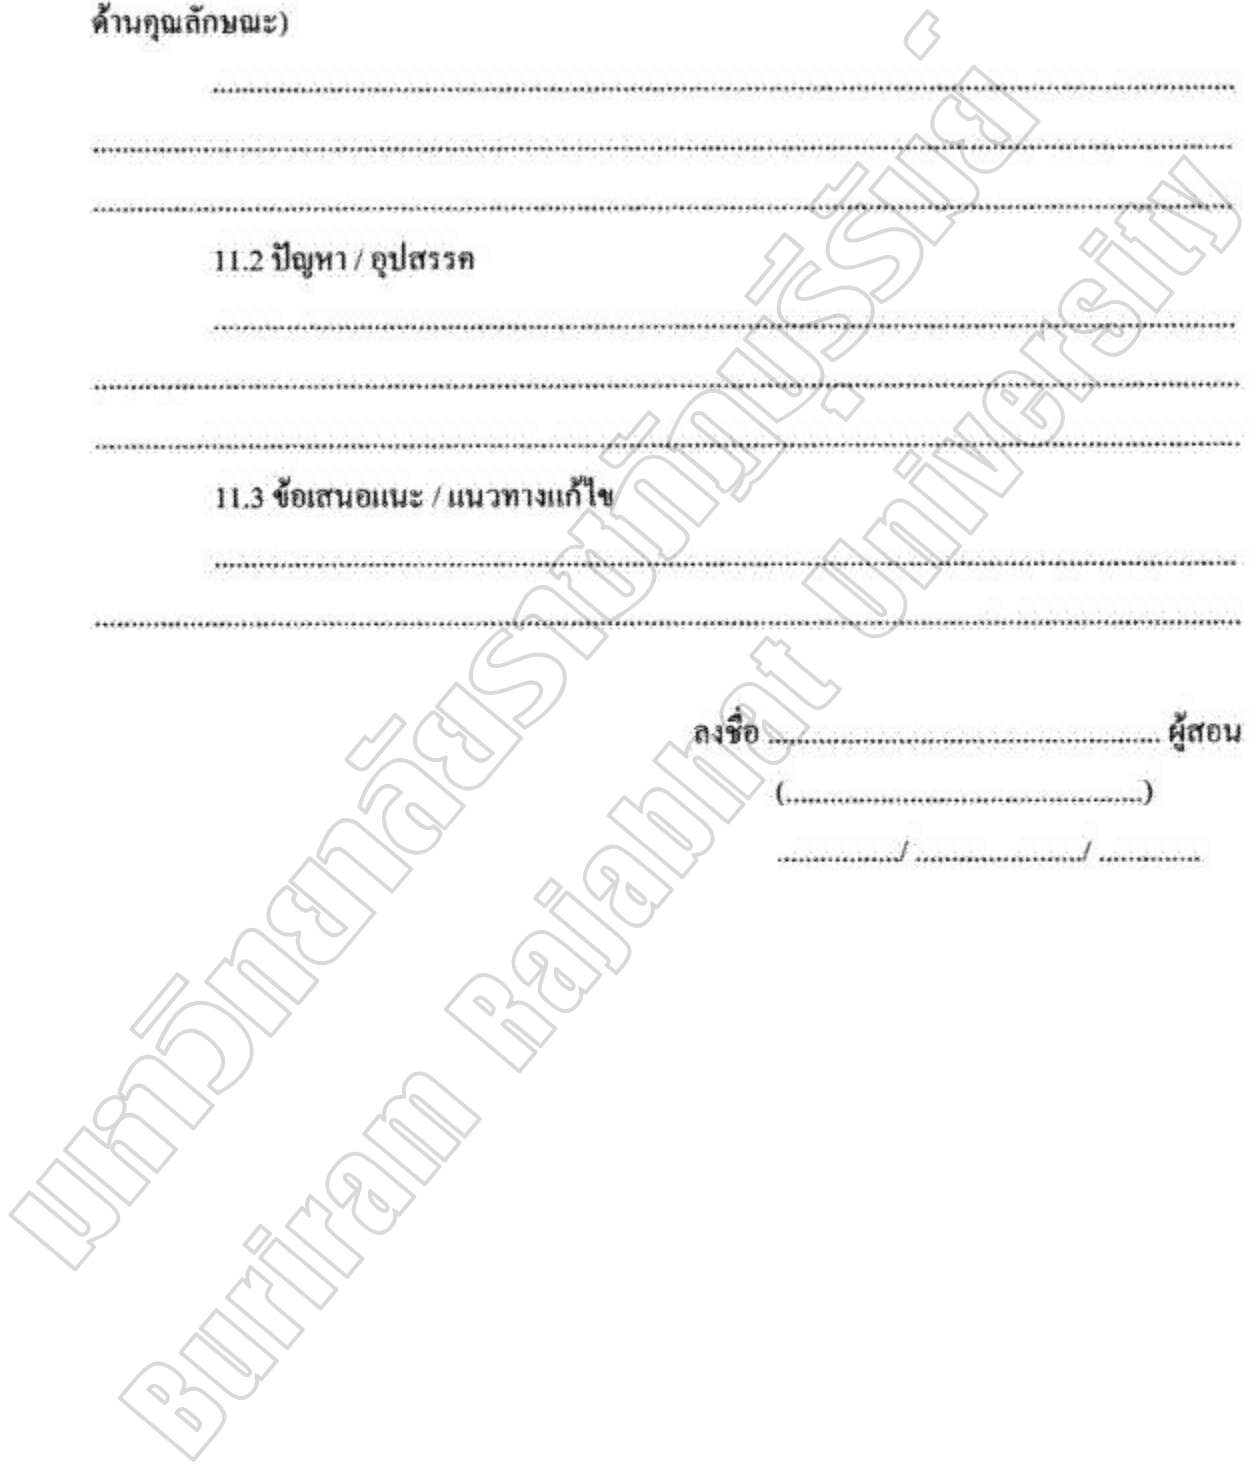 ด้านคุณลักษณะ)
........................................................................................................
........................................................................................................
........................................................................................................
11.2 ปัญหา / อุปสรรค
........................................................................................................
........................................................................................................
........................................................................................................
11.3 ข้อเสนอแนะ / แนวทางแก้ไข
........................................................................................................
........................................................................................................
ลงชื่อ ................................................ ผู้สอน
(................................................)
................/ ......................./ ..............
มหาวิทยาลัยราชภัฏบุรีรัมย์
Buriram Rajabhat University